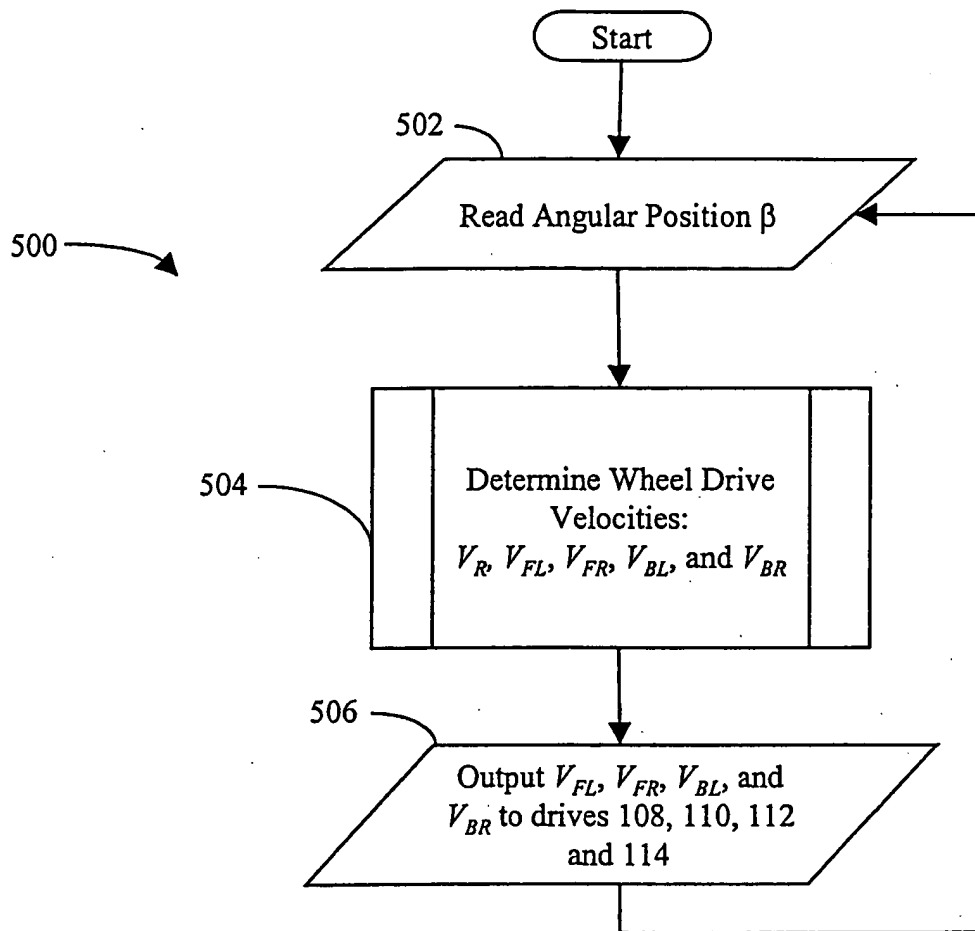 Start
502
Read Angular Position β
500
504
Determine Wheel Drive
Velocities:
V_R, V_FL, V_FR, V_BL, and V_BR
506
Output V_FL, V_FR, V_BL, and
V_BR to drives 108, 110, 112
and 114